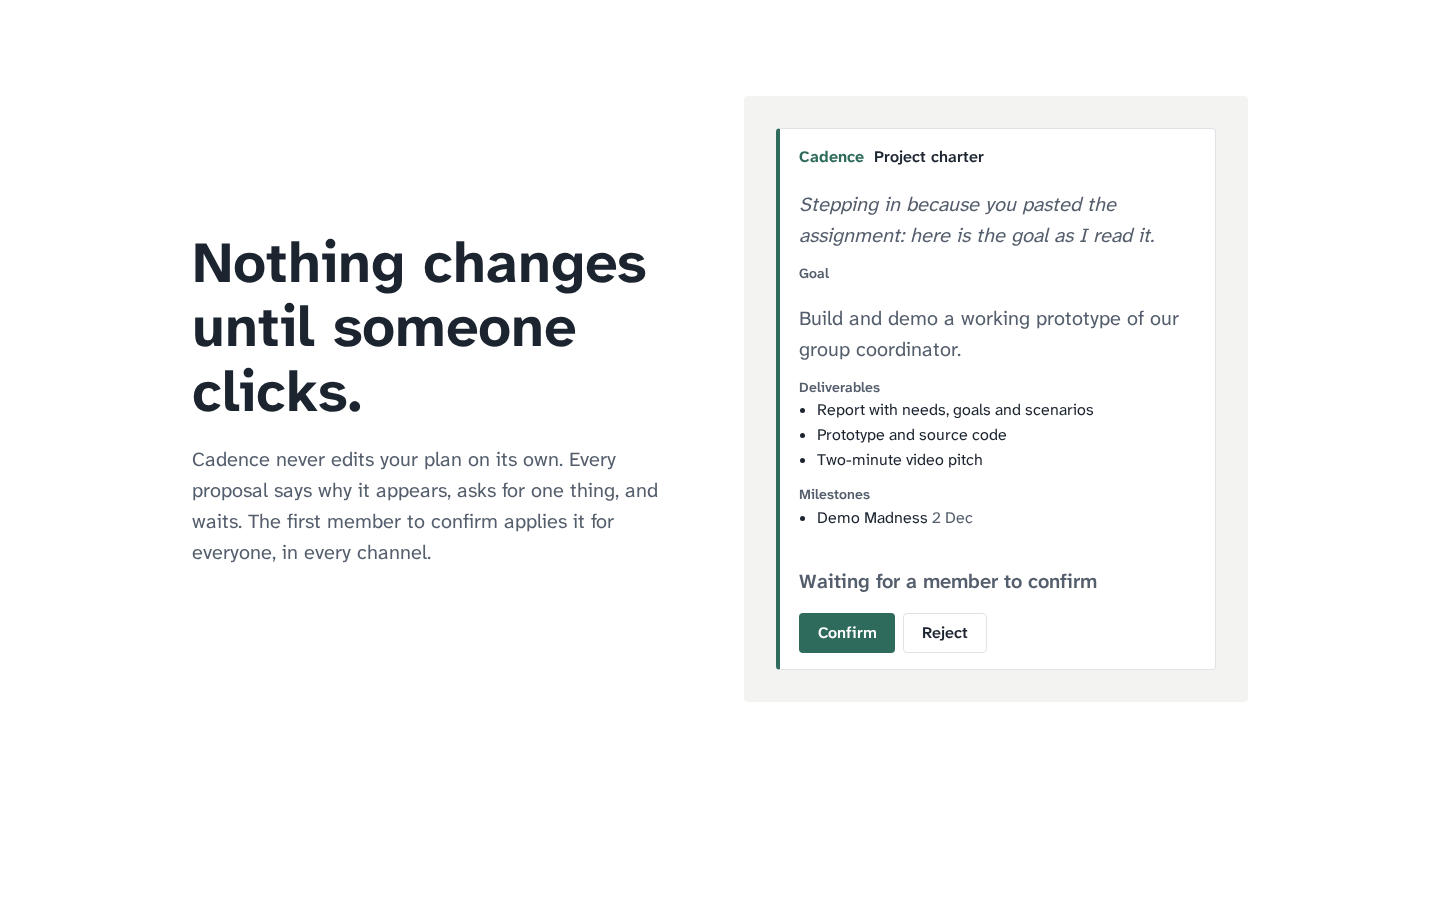 Nothing changes
until someone
clicks.
Cadence never edits your plan on its own. Every
proposal says why it appears, asks for one thing, and
waits. The first member to confirm applies it for
everyone, in every channel.
Cadence Project charter
Stepping in because you pasted the
assignment: here is the goal as I read it.
Goal
Build and demo a working prototype of our
group coordinator.
Deliverables
• Report with needs, goals and scenarios
• Prototype and source code
• Two-minute video pitch
Milestones
• Demo Madness 2 Dec
Waiting for a member to confirm
Confirm Reject